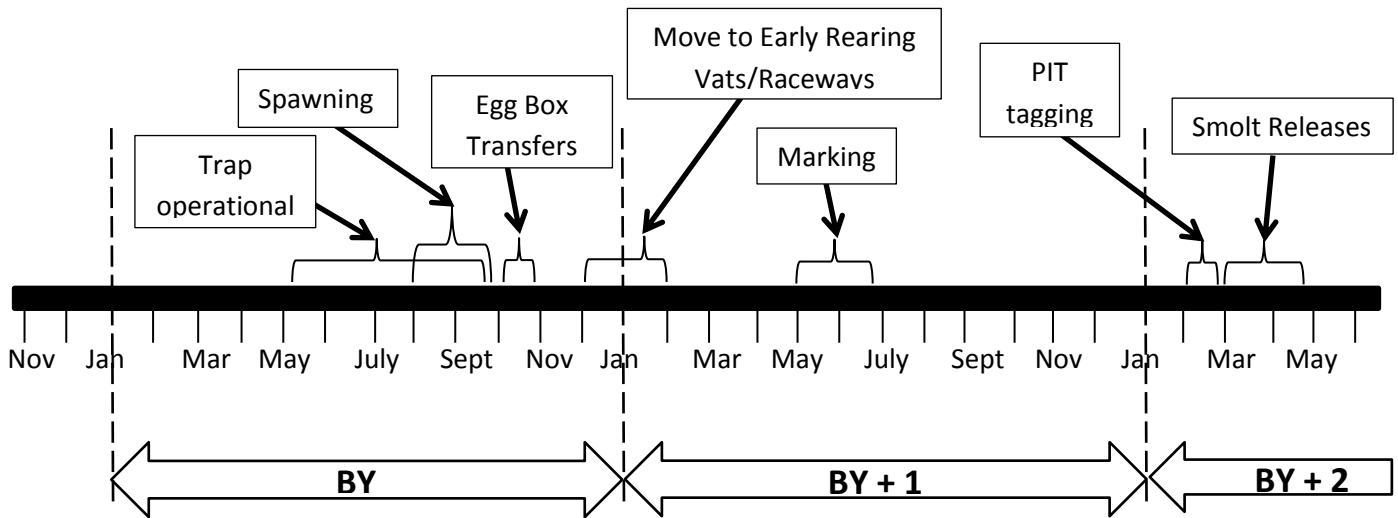 Move to Early Rearing
Vats/Raceways
PIT
tagging
Spawning
Egg Box
Transfers
Smolt Releases
Marking
Trap
operational
Nov Jan Mar May July Sept Nov Jan Mar May July Sept Nov Jan Mar May
BY BY + 1 BY + 2